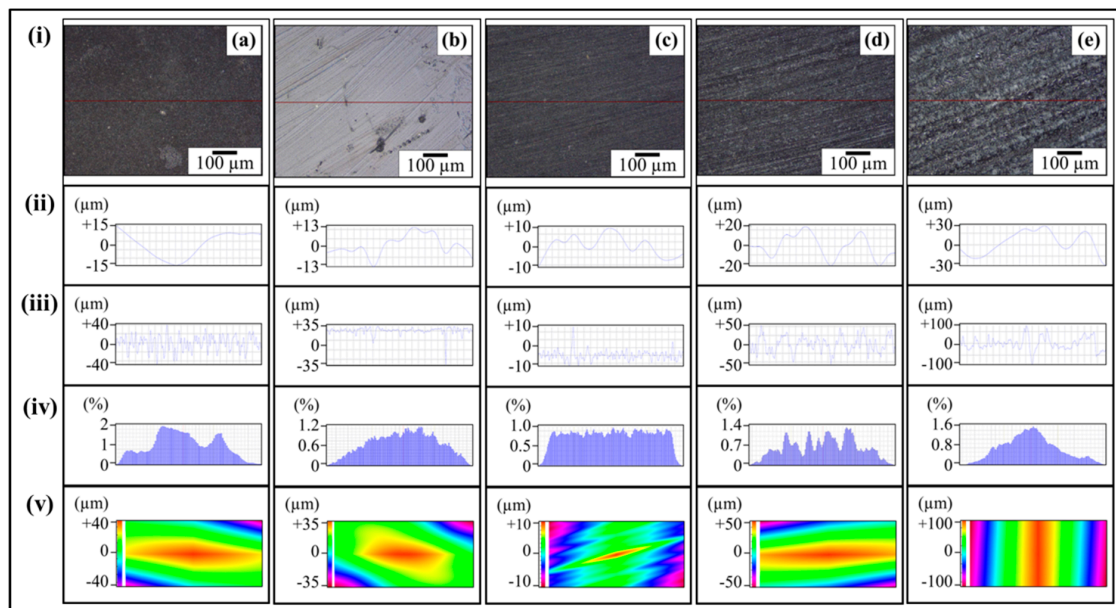 (i) (a) (b) (c) (d) (e)
100 µm 100 µm 100 µm 100 µm 100 µm
(ii) (µm) (µm) (µm) (µm) (µm)
+15 +13 +10 +20 +30
0 0 0 0 0
-15 -13 -10 -20 -30
(iii) (µm) (µm) (µm) (µm) (µm)
+40 +35 +10 +50 +100
0 0 0 0 0
-40 -35 -10 -50 -100
(iv) (%) (%) (%) (%) (%)
2 1.2 1.0 1.4 1.6
1 0.6 0.5 0.7 0.8
0 0 0 0 0
(v) (µm) (µm) (µm) (µm) (µm)
+40 +35 +10 +50 +100
0 0 0 0 0
-40 -35 -10 -50 -100